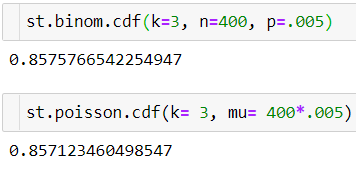 st.binom.cdf(k=3, n=400, p=.005)
0.8575766542254947
st.poisson.cdf(k= 3, mu= 400*.005)
0.857123460498547